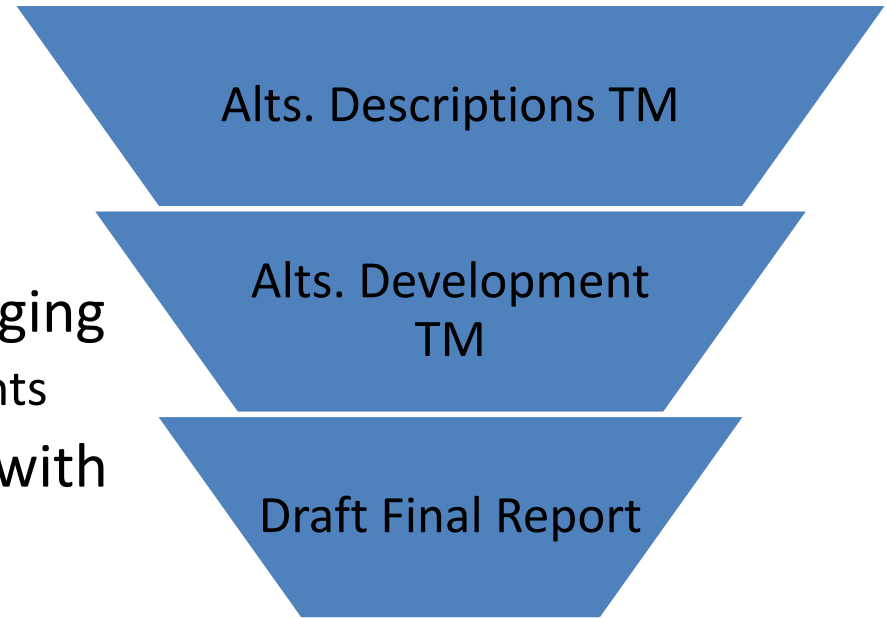 Alts. Descriptions TM
Alts. Development
TM
ging
nts
with
Draft Final Report